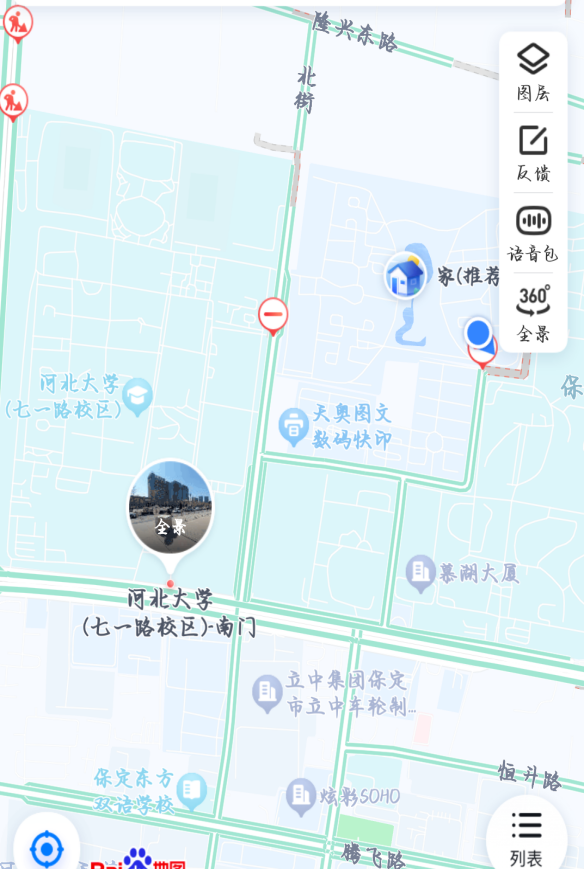 隆兴东路
北街
图层
反馈
语音包
360°
全景
家(推荐
保
河北大学
(七一路校区)
天奥图文
数码快印
全景
慕湖大厦
河北大学
(七一路校区)-南门
立中集团保定
市立中车轮制...
恒斗路
保定东方
双语学校
炫彩SOHO
腾飞路
列表
Bai 地图